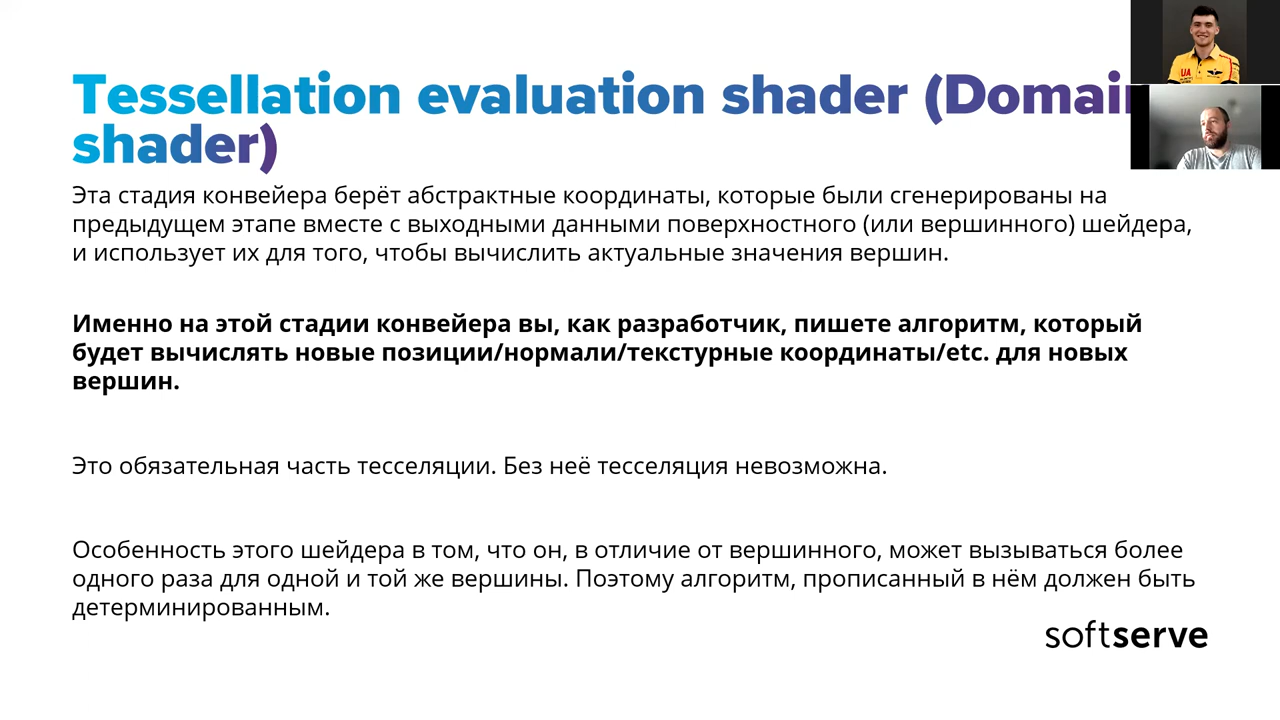 Tessellation evaluation shader (Domain
shader)
Эта стадия конвейера берёт абстрактные координаты, которые были сгенерированы на
предыдущем этапе вместе с выходными данными поверхностного (или вершинного) шейдера,
и использует их для того, чтобы вычислить актуальные значения вершин.
Именно на этой стадии конвейера вы, как разработчик, пишете алгоритм, который
будет вычислять новые позиции/нормали/текстурные координаты/etc. для новых
вершин.
Это обязательная часть тесселяции. Без неё тесселяция невозможна.
Особенность этого шейдера в том, что он, в отличие от вершинного, может вызываться более
одного раза для одной и той же вершины. Поэтому алгоритм, прописанный в нём должен быть
детерминированным.
softserve
UA